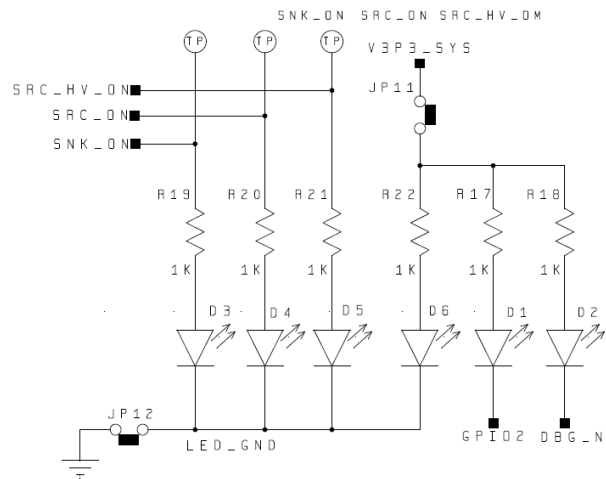 SNK_ON SRC_ON SRC_HV_OM
TP TP TP
V3P3_SYS
SRC_HV_ON
JP11
SRC_ON
SNK_ON
R19 R20 R21 R22 R17 R18
1K 1K 1K 1K 1K 1K
D3 D4 D5 D6 D1 D2
JP12
LED_GND
GPIO2 DBG_N